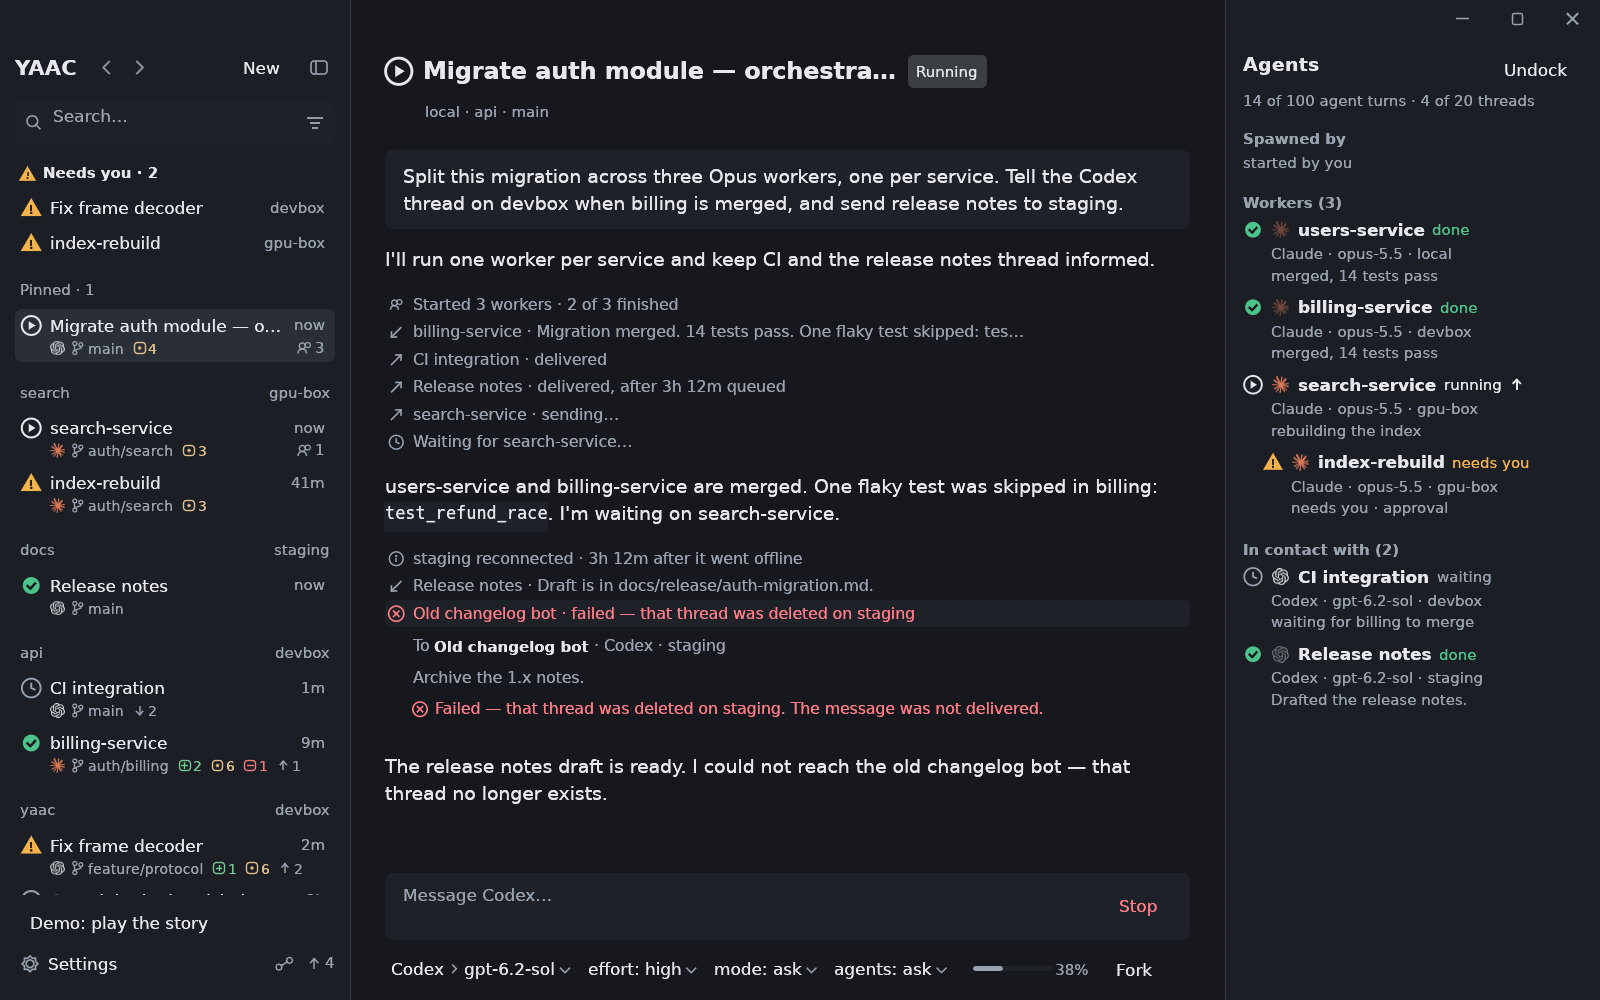 YAAC
New
Search…
Needs you · 2
Fix frame decoder devbox
index-rebuild gpu-box
Pinned · 1
Migrate auth module — o… now
main 4 3
search gpu-box
search-service now
auth/search 3 1
index-rebuild 41m
auth/search 3
docs staging
Release notes now
main
api devbox
CI integration 1m
main 2
billing-service 9m
auth/billing 2 6 1 1
yaac devbox
Fix frame decoder 2m
feature/protocol 1 6 2
Demo: play the story
Settings 4
Migrate auth module — orchestra… Running
local · api · main
Split this migration across three Opus workers, one per service. Tell the Codex
thread on devbox when billing is merged, and send release notes to staging.
I'll run one worker per service and keep CI and the release notes thread informed.
Started 3 workers · 2 of 3 finished
billing-service · Migration merged. 14 tests pass. One flaky test skipped: tes…
CI integration · delivered
Release notes · delivered, after 3h 12m queued
search-service · sending…
Waiting for search-service…
users-service and billing-service are merged. One flaky test was skipped in billing:
test_refund_race. I'm waiting on search-service.
staging reconnected · 3h 12m after it went offline
Release notes · Draft is in docs/release/auth-migration.md.
Old changelog bot · failed — that thread was deleted on staging
To Old changelog bot · Codex · staging
Archive the 1.x notes.
Failed — that thread was deleted on staging. The message was not delivered.
The release notes draft is ready. I could not reach the old changelog bot — that
thread no longer exists.
Message Codex…
Stop
Codex gpt-6.2-sol effort: high mode: ask agents: ask 38% Fork
Agents
Undock
14 of 100 agent turns · 4 of 20 threads
Spawned by
started by you
Workers (3)
users-service done
Claude · opus-5.5 · local
merged, 14 tests pass
billing-service done
Claude · opus-5.5 · devbox
merged, 14 tests pass
search-service running
Claude · opus-5.5 · gpu-box
rebuilding the index
index-rebuild needs you
Claude · opus-5.5 · gpu-box
needs you · approval
In contact with (2)
CI integration waiting
Codex · gpt-6.2-sol · devbox
waiting for billing to merge
Release notes done
Codex · gpt-6.2-sol · staging
Drafted the release notes.